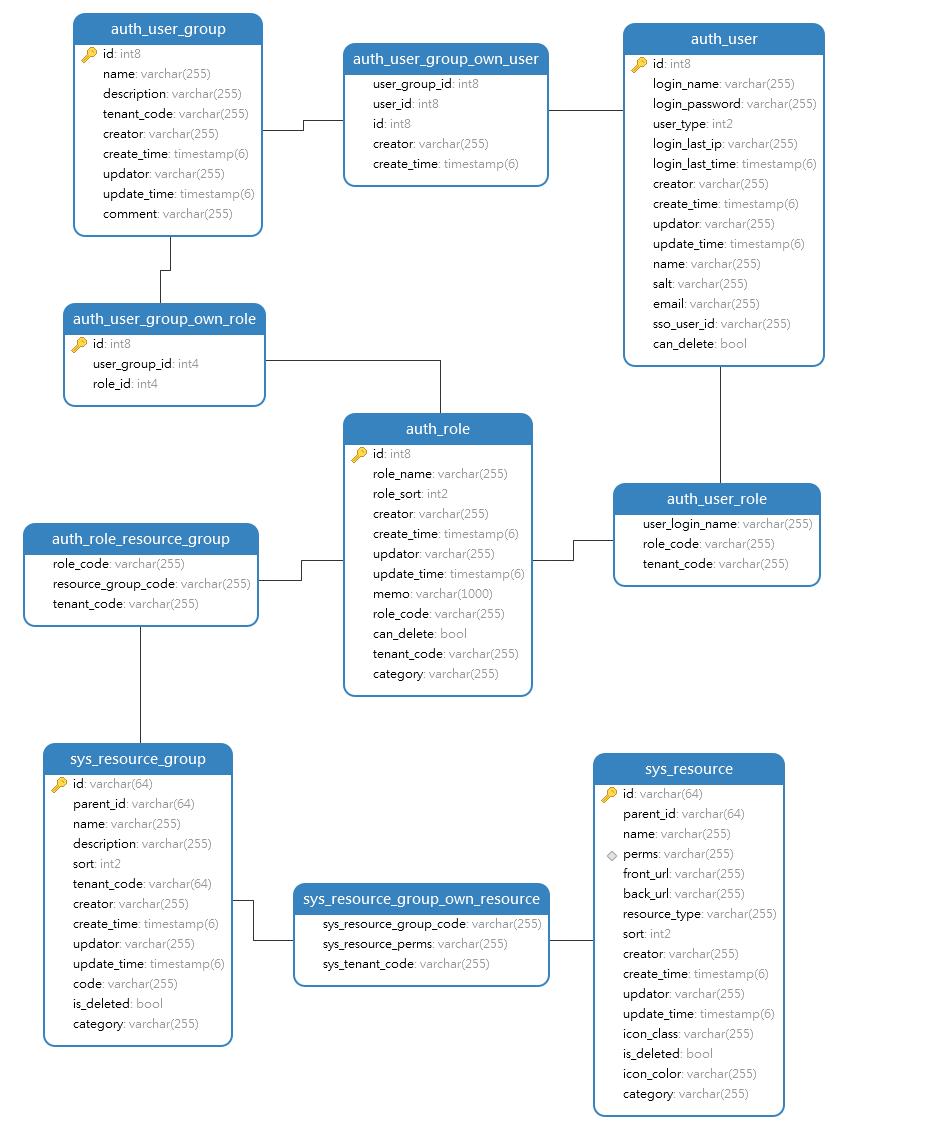 auth_user_group
id: int8
name: varchar(255)
description: varchar(255)
tenant_code: varchar(255)
creator: varchar(255)
create_time: timestamp(6)
updator: varchar(255)
update_time: timestamp(6)
comment: varchar(255)
auth_user_group_own_user
user_group_id: int8
user_id: int8
id: int8
creator: varchar(255)
create_time: timestamp(6)
auth_user
id: int8
login_name: varchar(255)
login_password: varchar(255)
user_type: int2
login_last_ip: varchar(255)
login_last_time: timestamp(6)
creator: varchar(255)
create_time: timestamp(6)
updator: varchar(255)
update_time: timestamp(6)
name: varchar(255)
salt: varchar(255)
email: varchar(255)
sso_user_id: varchar(255)
can_delete: bool
auth_user_group_own_role
id: int8
user_group_id: int4
role_id: int4
auth_role
id: int8
role_name: varchar(255)
role_sort: int2
creator: varchar(255)
create_time: timestamp(6)
updator: varchar(255)
update_time: timestamp(6)
memo: varchar(1000)
role_code: varchar(255)
can_delete: bool
tenant_code: varchar(255)
category: varchar(255)
auth_user_role
user_login_name: varchar(255)
role_code: varchar(255)
tenant_code: varchar(255)
auth_role_resource_group
role_code: varchar(255)
resource_group_code: varchar(255)
tenant_code: varchar(255)
sys_resource_group
id: varchar(64)
parent_id: varchar(64)
name: varchar(255)
description: varchar(255)
sort: int2
tenant_code: varchar(64)
creator: varchar(255)
create_time: timestamp(6)
updator: varchar(255)
update_time: timestamp(6)
code: varchar(255)
is_deleted: bool
category: varchar(255)
sys_resource_group_own_resource
sys_resource_group_code: varchar(255)
sys_resource_perms: varchar(255)
sys_tenant_code: varchar(255)
sys_resource
id: varchar(64)
parent_id: varchar(64)
name: varchar(255)
perms: varchar(255)
front_url: varchar(255)
back_url: varchar(255)
resource_type: varchar(255)
sort: int2
creator: varchar(255)
create_time: timestamp(6)
updator: varchar(255)
update_time: timestamp(6)
icon_class: varchar(255)
is_deleted: bool
icon_color: varchar(255)
category: varchar(255)